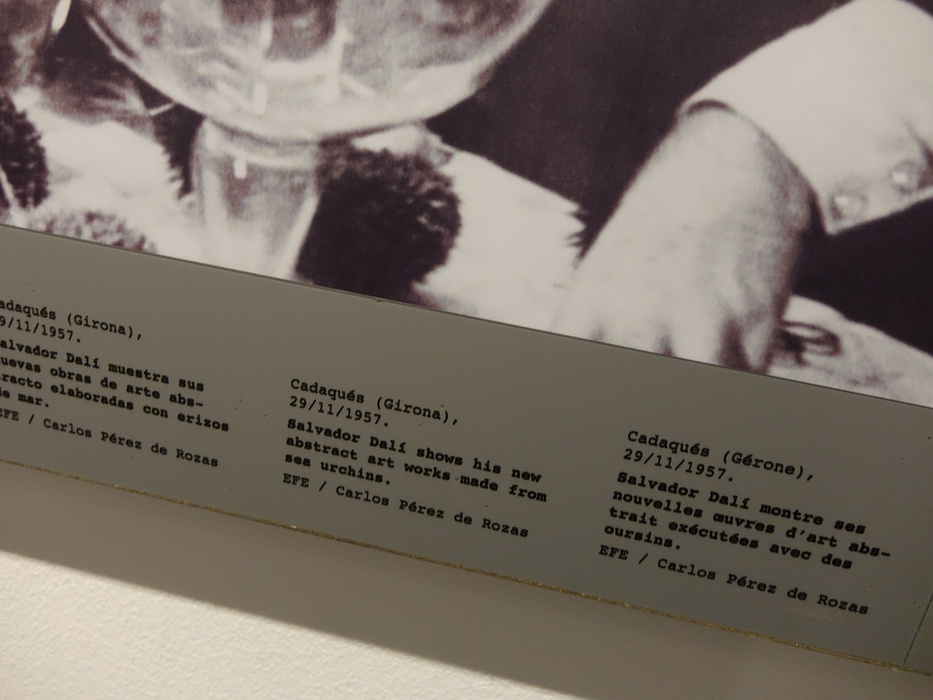 adaqués (Girona),
9/11/1957.
alvador Dalí muestra sus
uevas obras de arte abs-
racto elaboradas con erizos
de mar.
EFE / Carlos Pérez de Rozas
Cadaqués (Girona),
29/11/1957.
Salvador Dalí shows his new
abstract art works made from
sea urchins.
EFE / Carlos Pérez de Rozas
Cadaqués (Gérone),
29/11/1957.
Salvador Dalí montre ses
nouvelles œuvres d'art abs-
trait exécutées avec des
oursins.
EFE / Carlos Pérez de Rozas